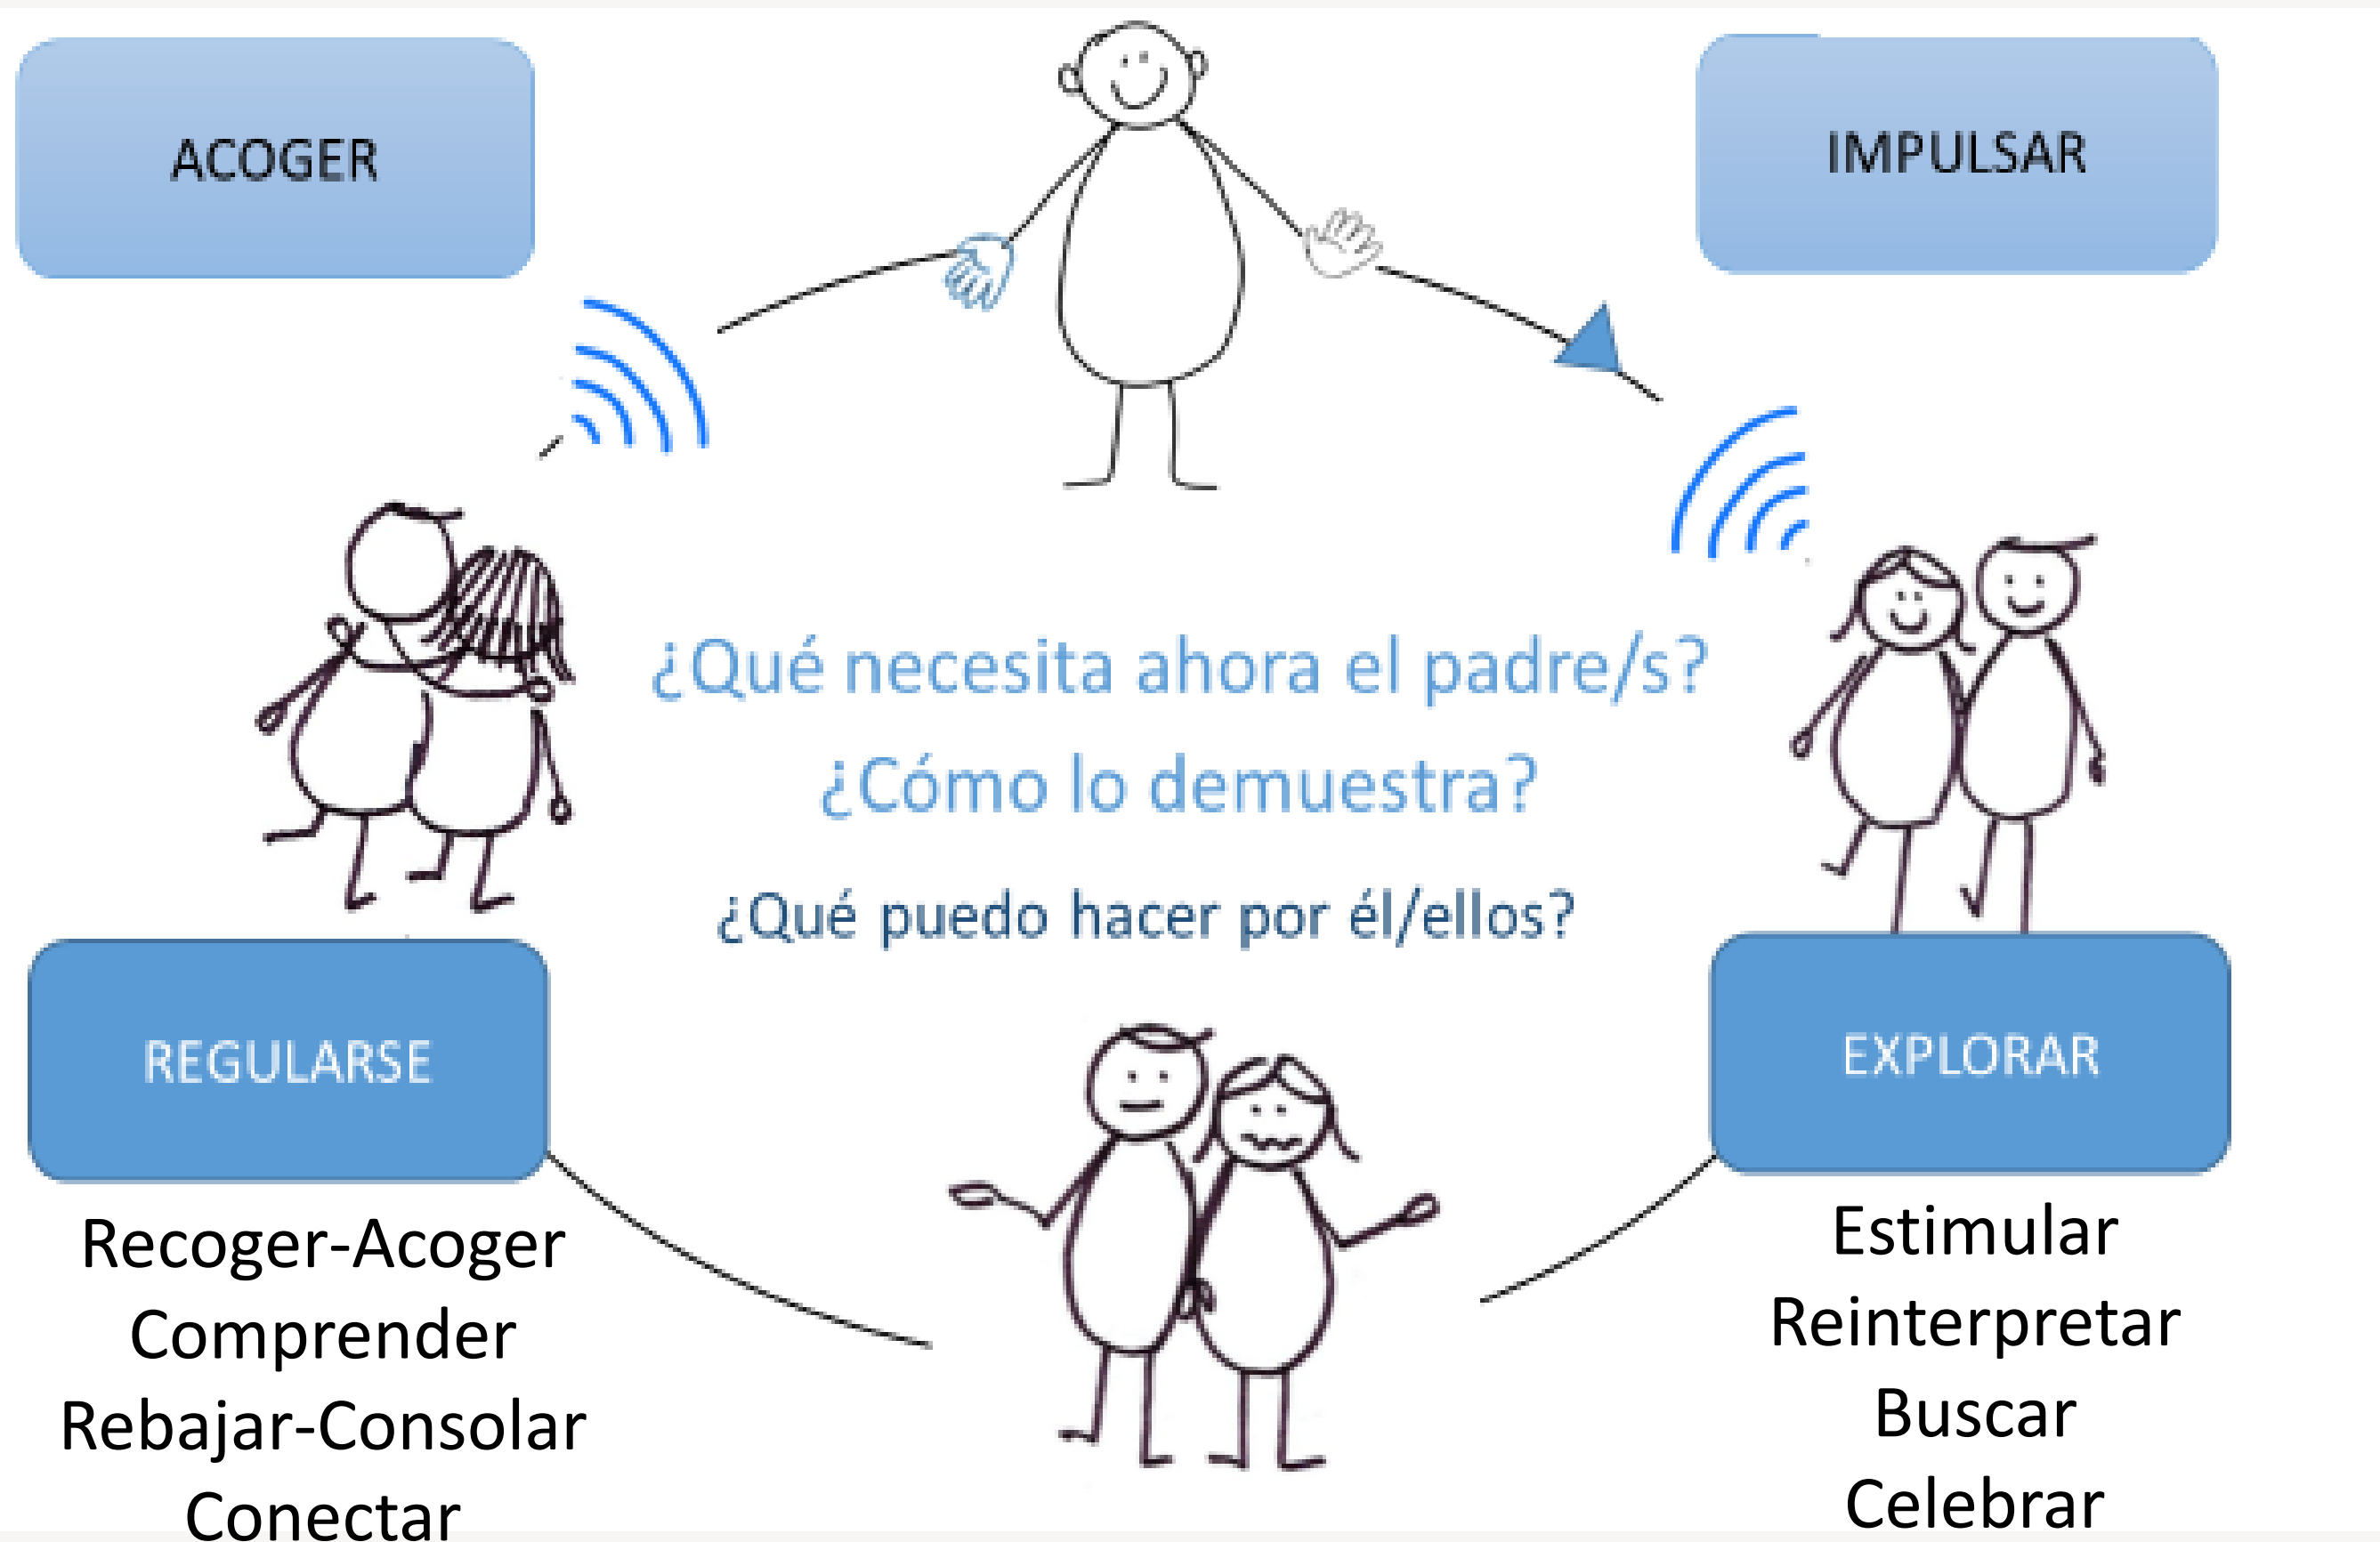 ACOGER
IMPULSAR
¿Qué necesita ahora el padre/s?
¿Cómo lo demuestra?
¿Qué puedo hacer por él/ellos?
REGULARSE
EXPLORAR
Recoger-Acoger
Comprender
Rebajar-Consolar
Conectar
Estimular
Reinterpretar
Buscar
Celebrar